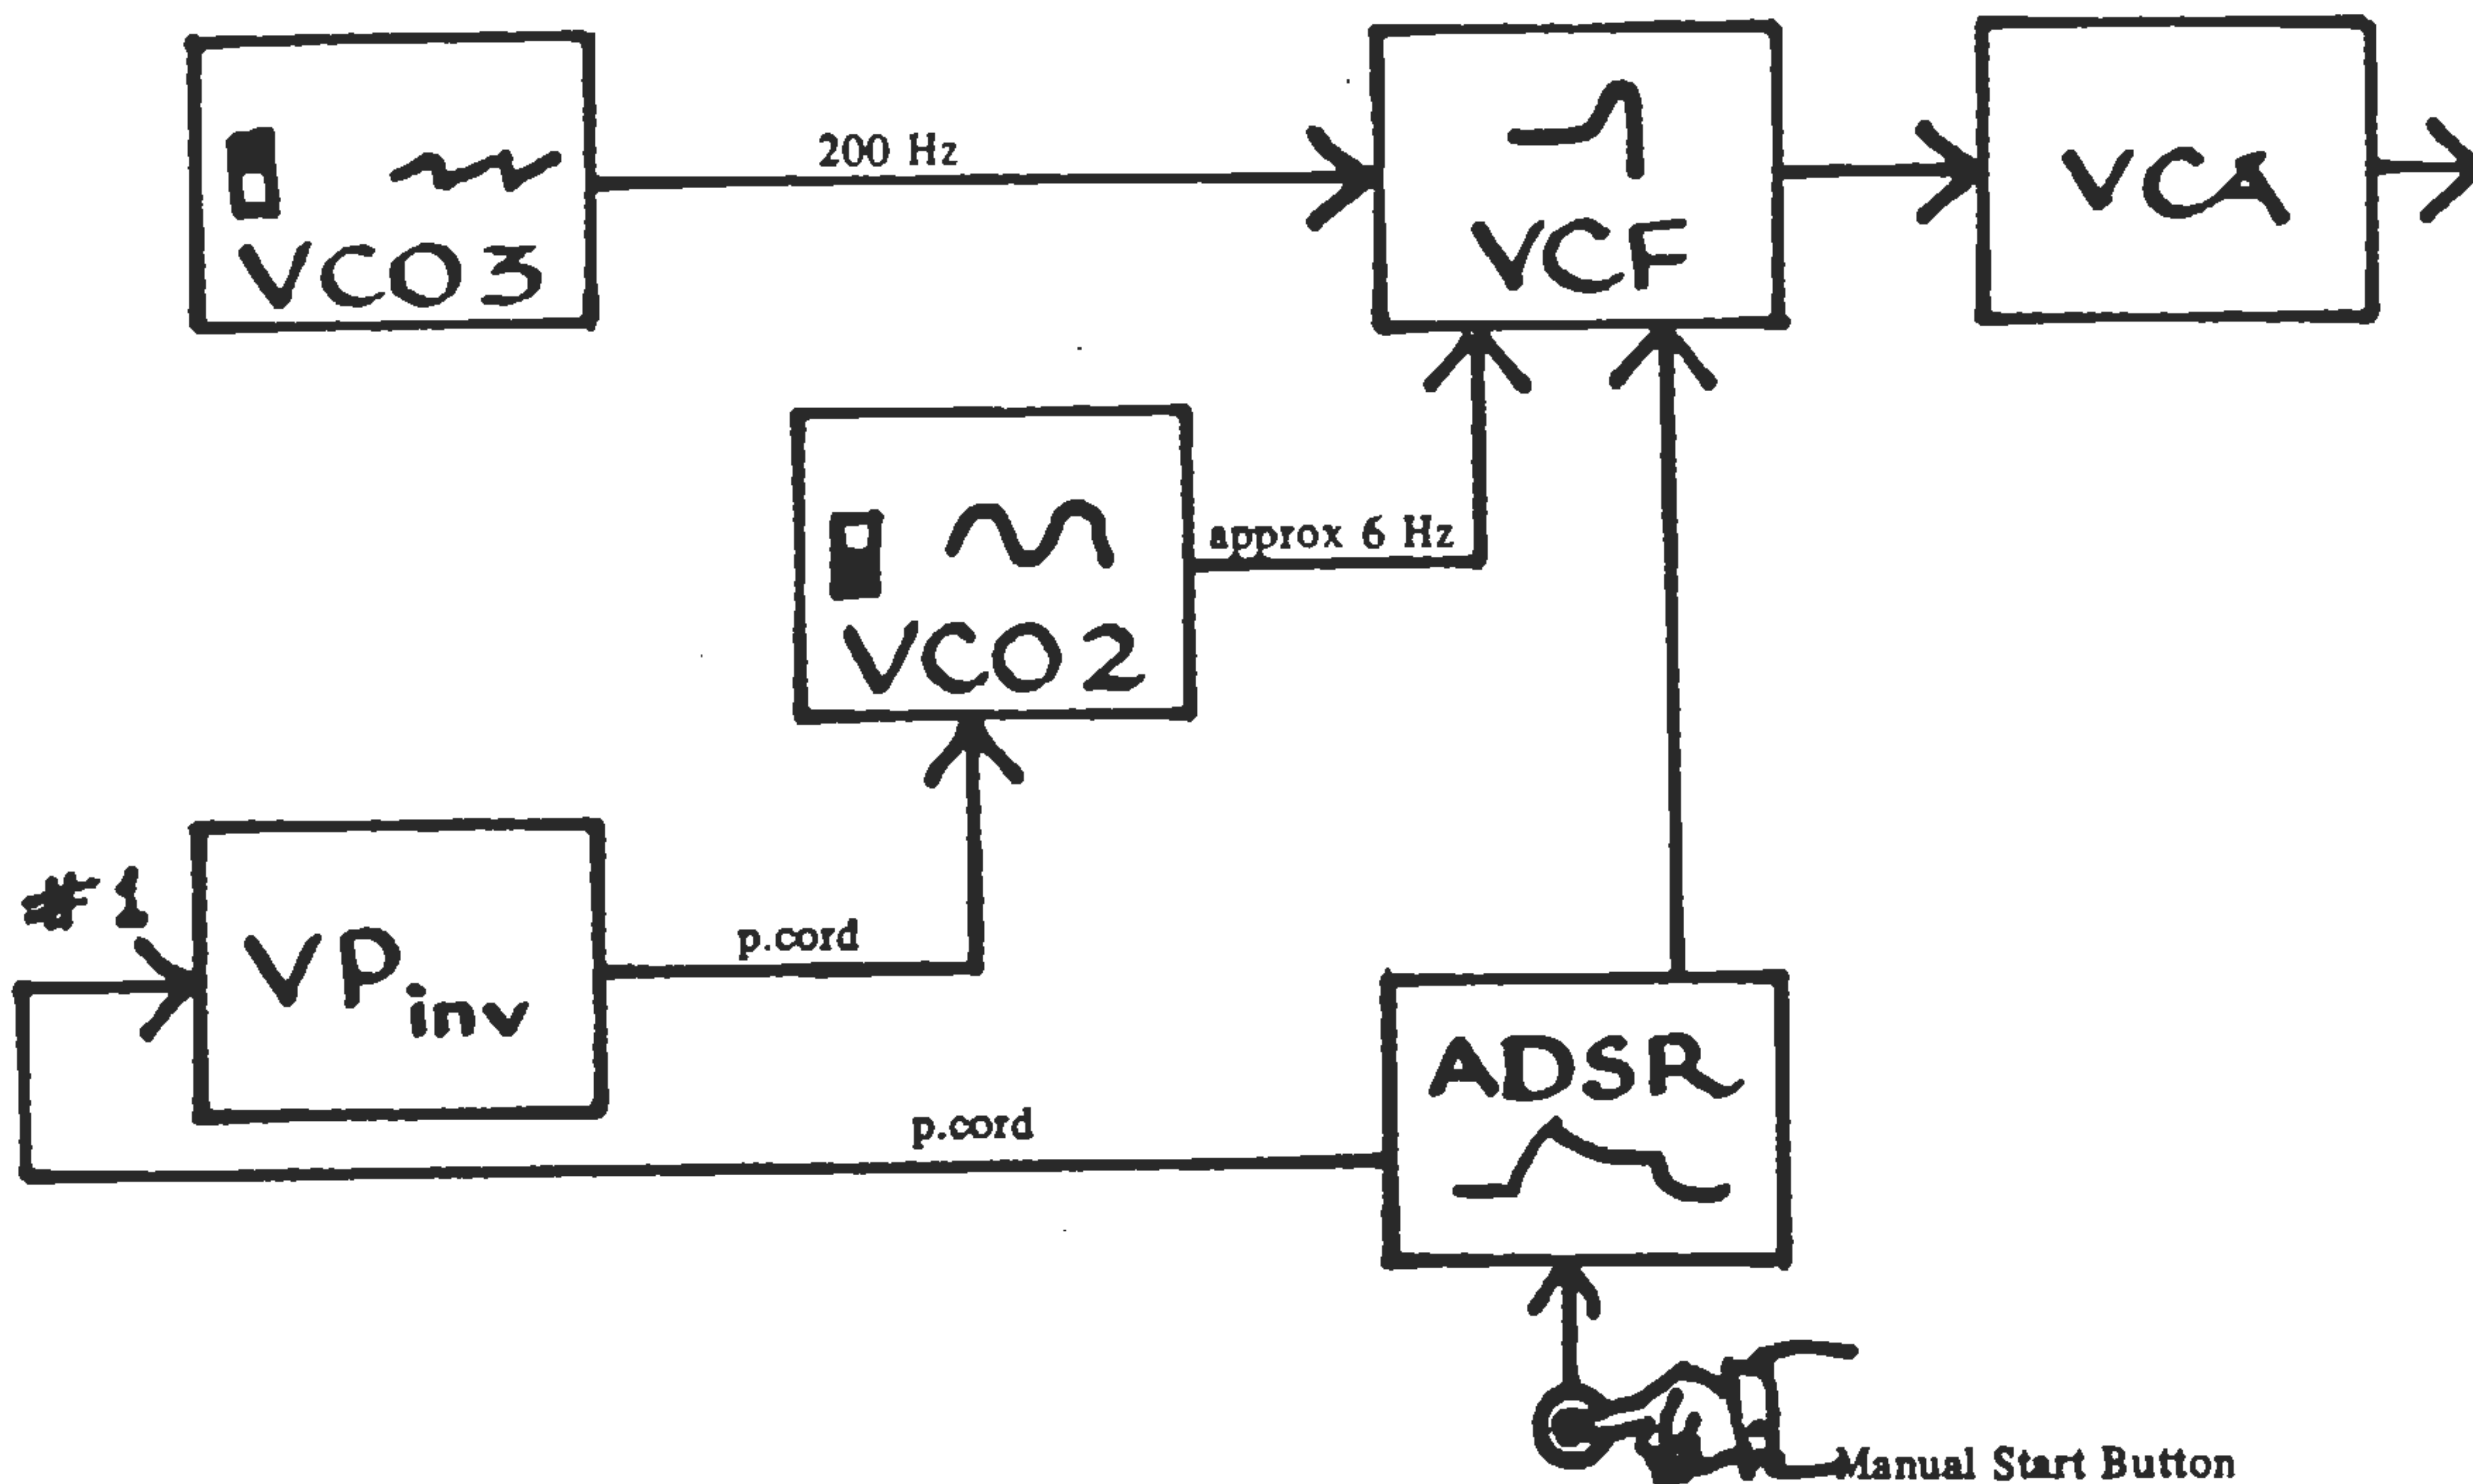 200 Hz
VCO3
VCF
VCA
approx 6 Hz
VCO2
#1
VPinv
p.cord
ADSR
p.cord
Manual Start Button